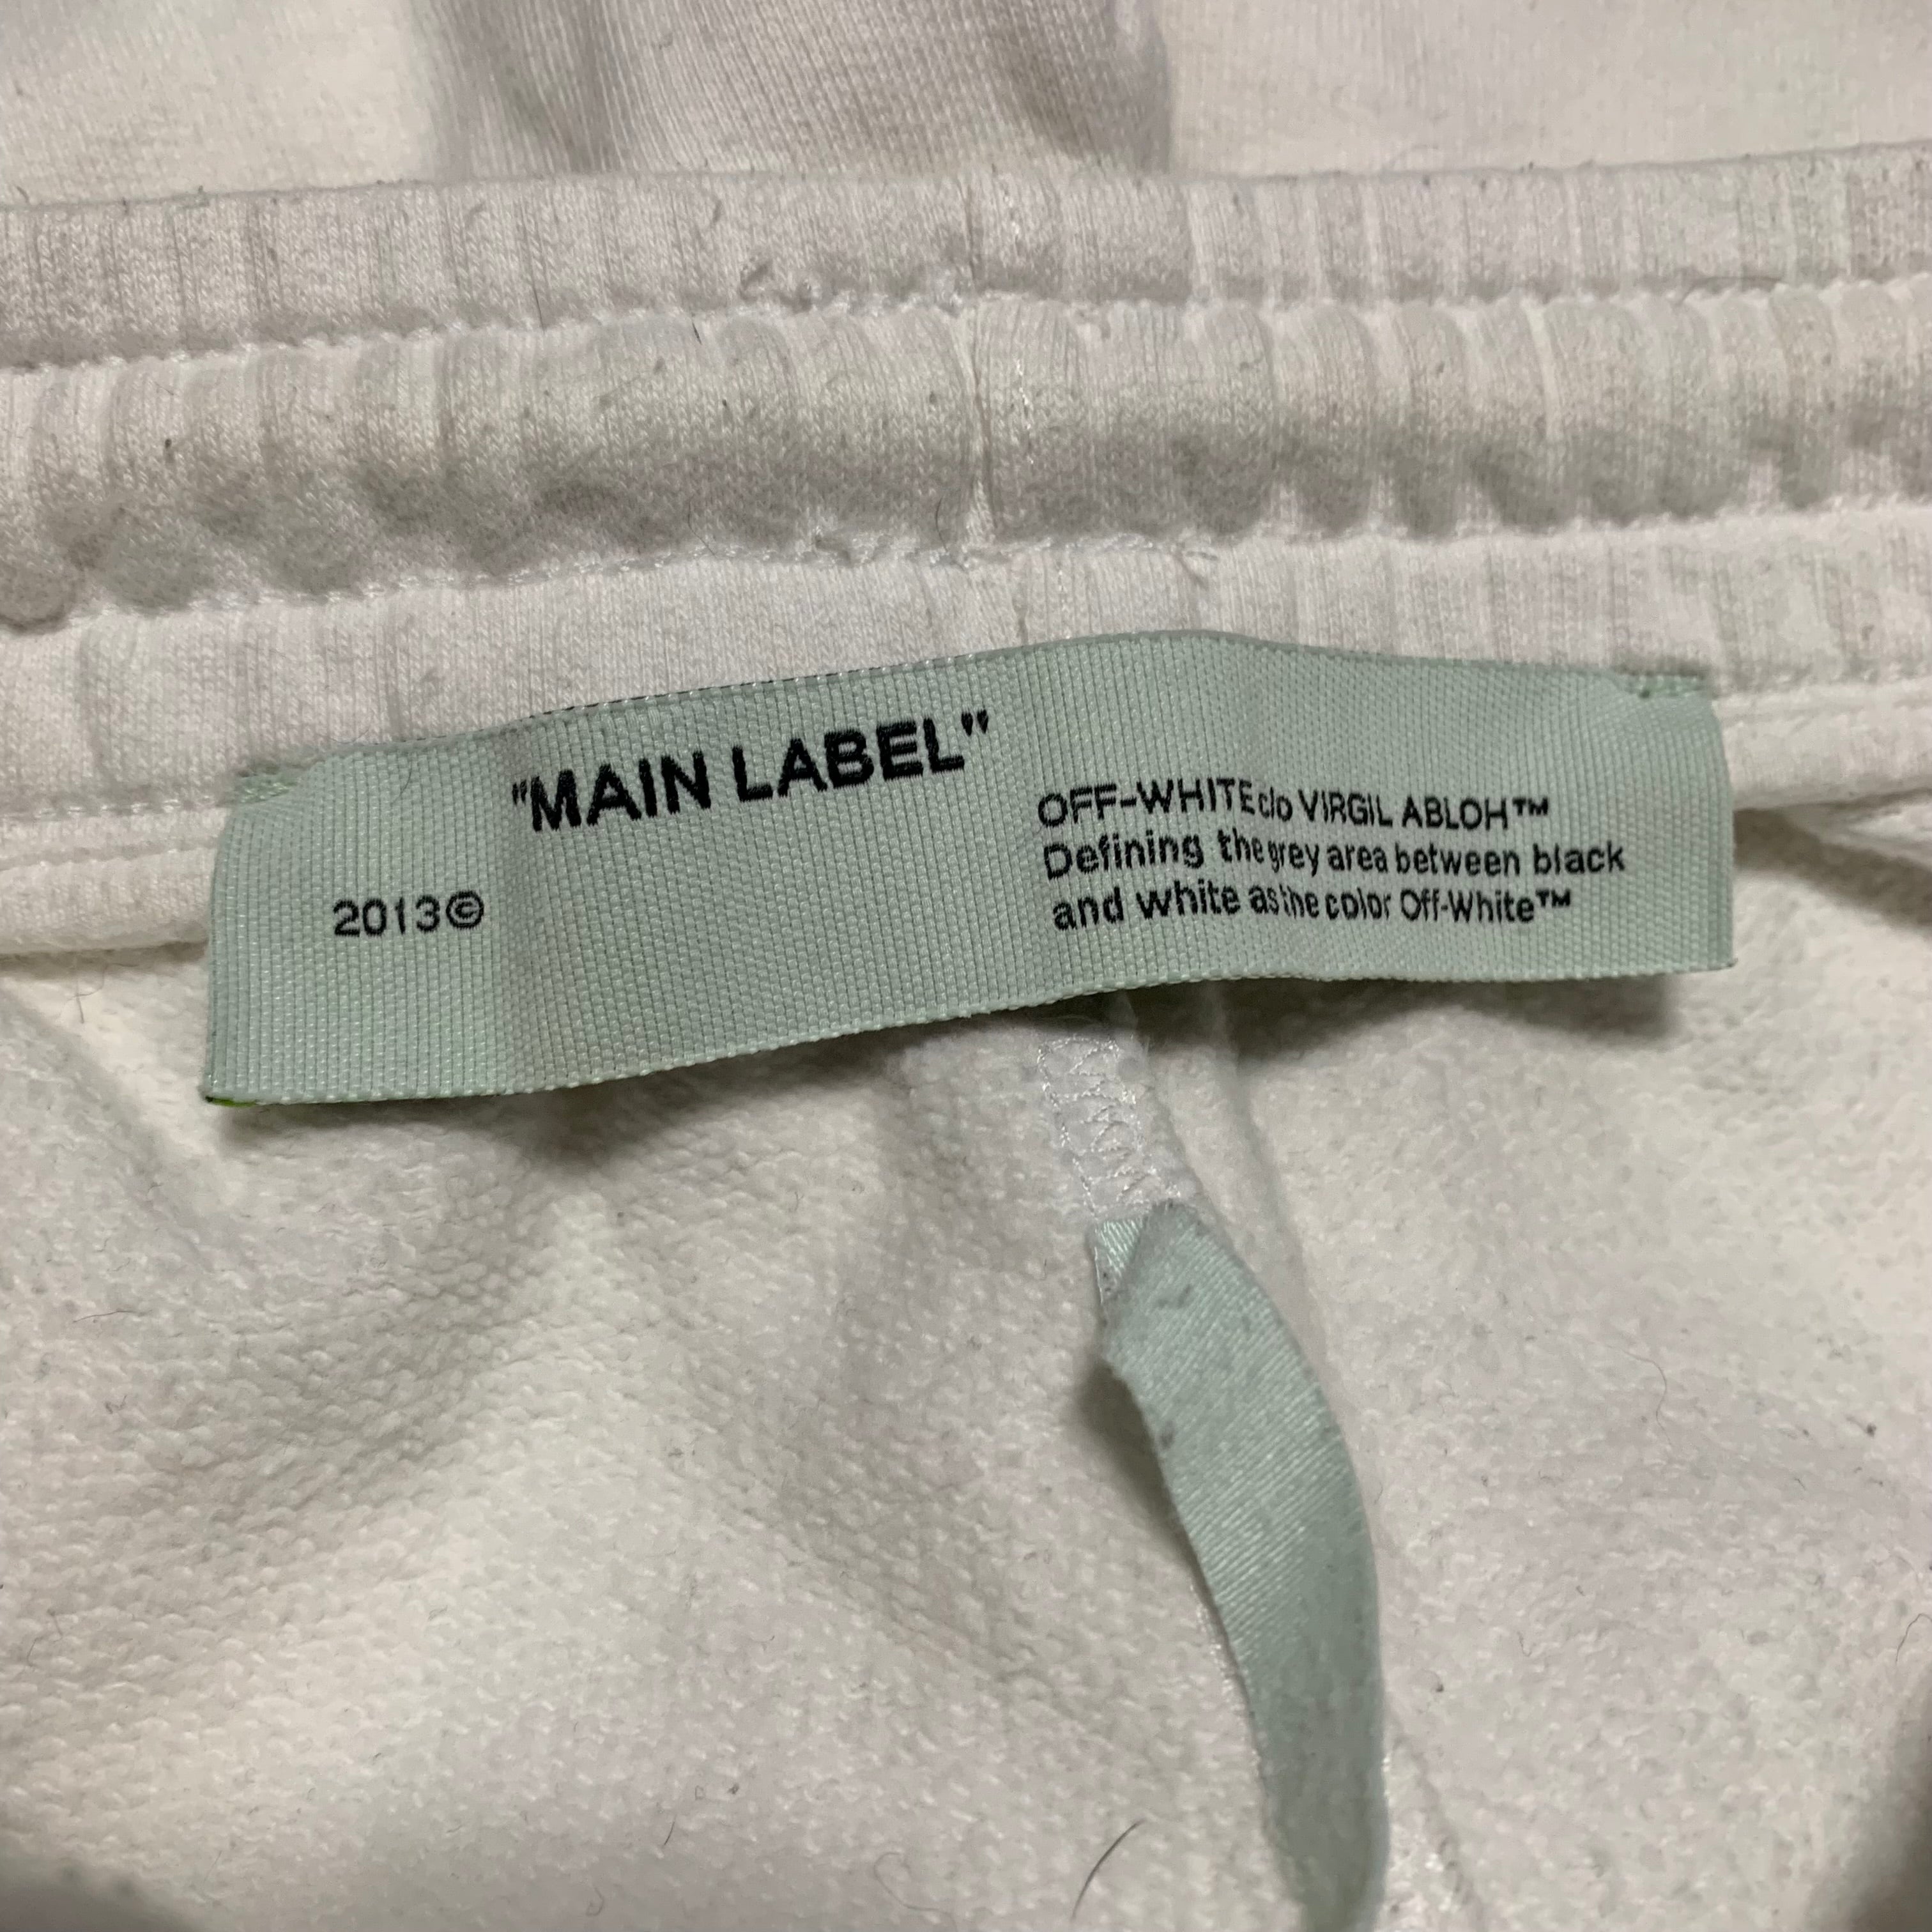 "MAIN LABEL"
2013©
OFF-WHITE c/o VIRGIL ABLOH™
Defining the grey area between black
and white as the color Off-White™